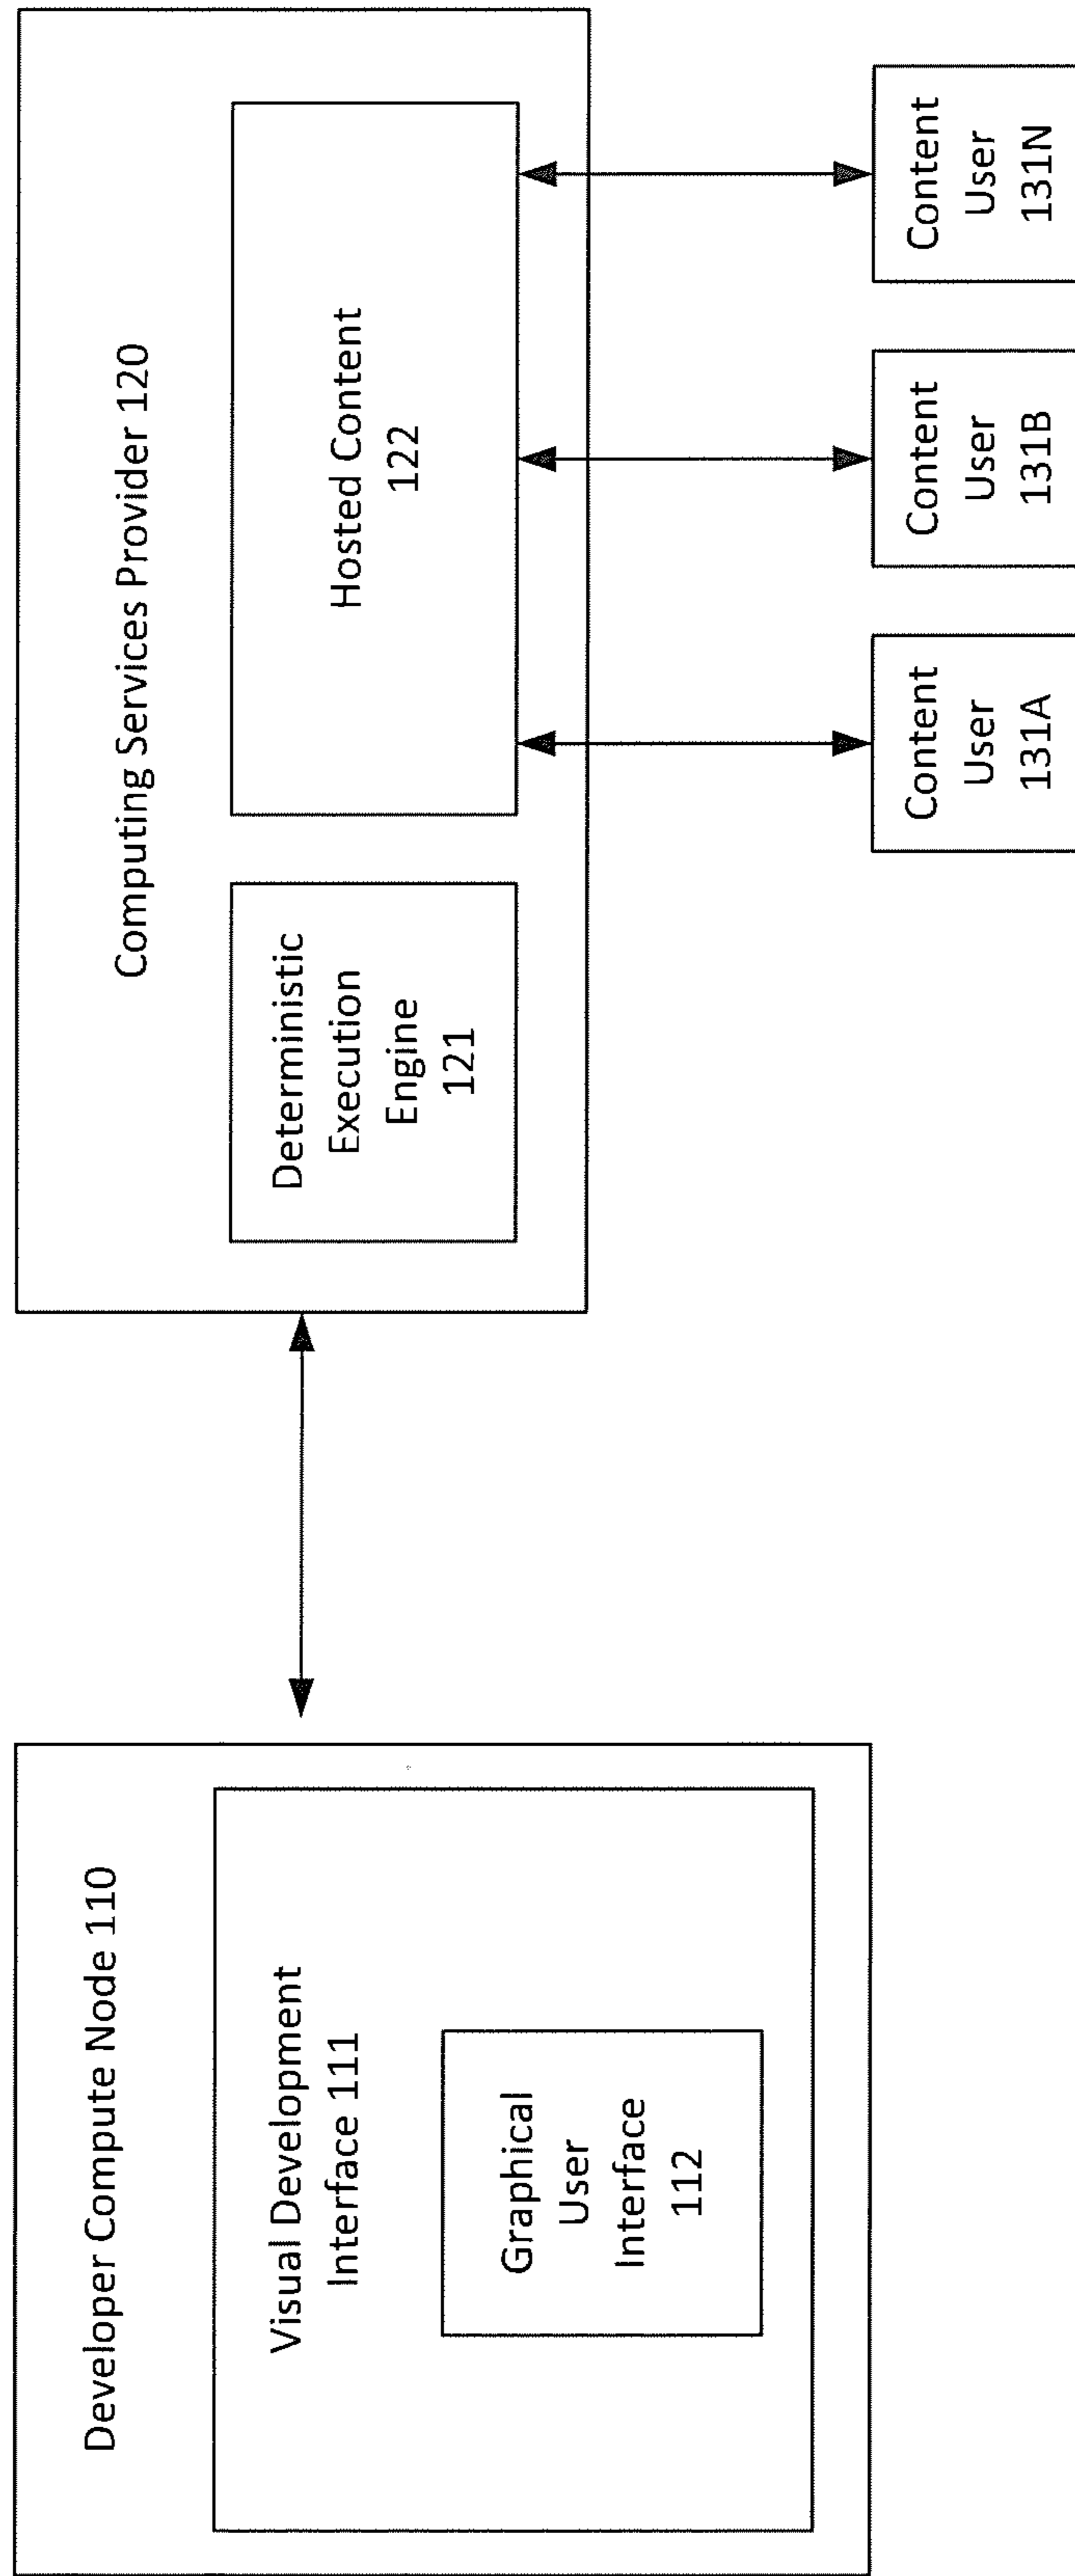 Developer Compute Node 110
Visual Development
Interface 111
Graphical
User
Interface
112
Computing Services Provider 120
Deterministic
Execution
Engine
121
Hosted Content
122
Content
User
131A
Content
User
131B
Content
User
131N